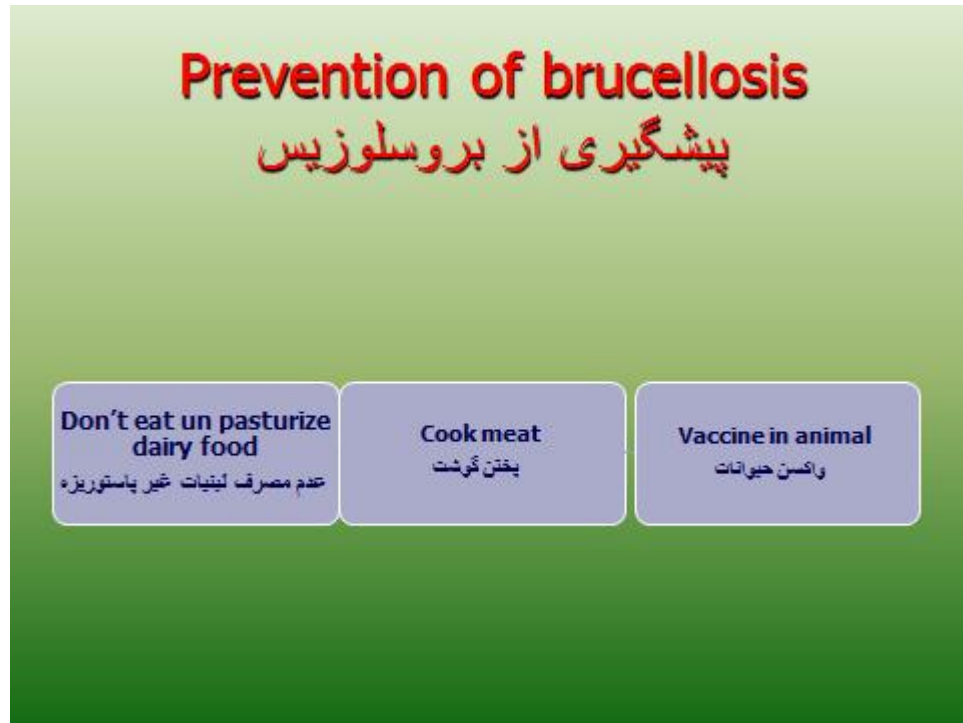 Prevention of brucellosis
پیشگیری از بروسلوزیس
Don't eat un pasturize
dairy food
عدم مصرف لبنیات غیر پاستوریزه
Cook meat
پختن گوشت
Vaccine in animal
واکسن حیوانات